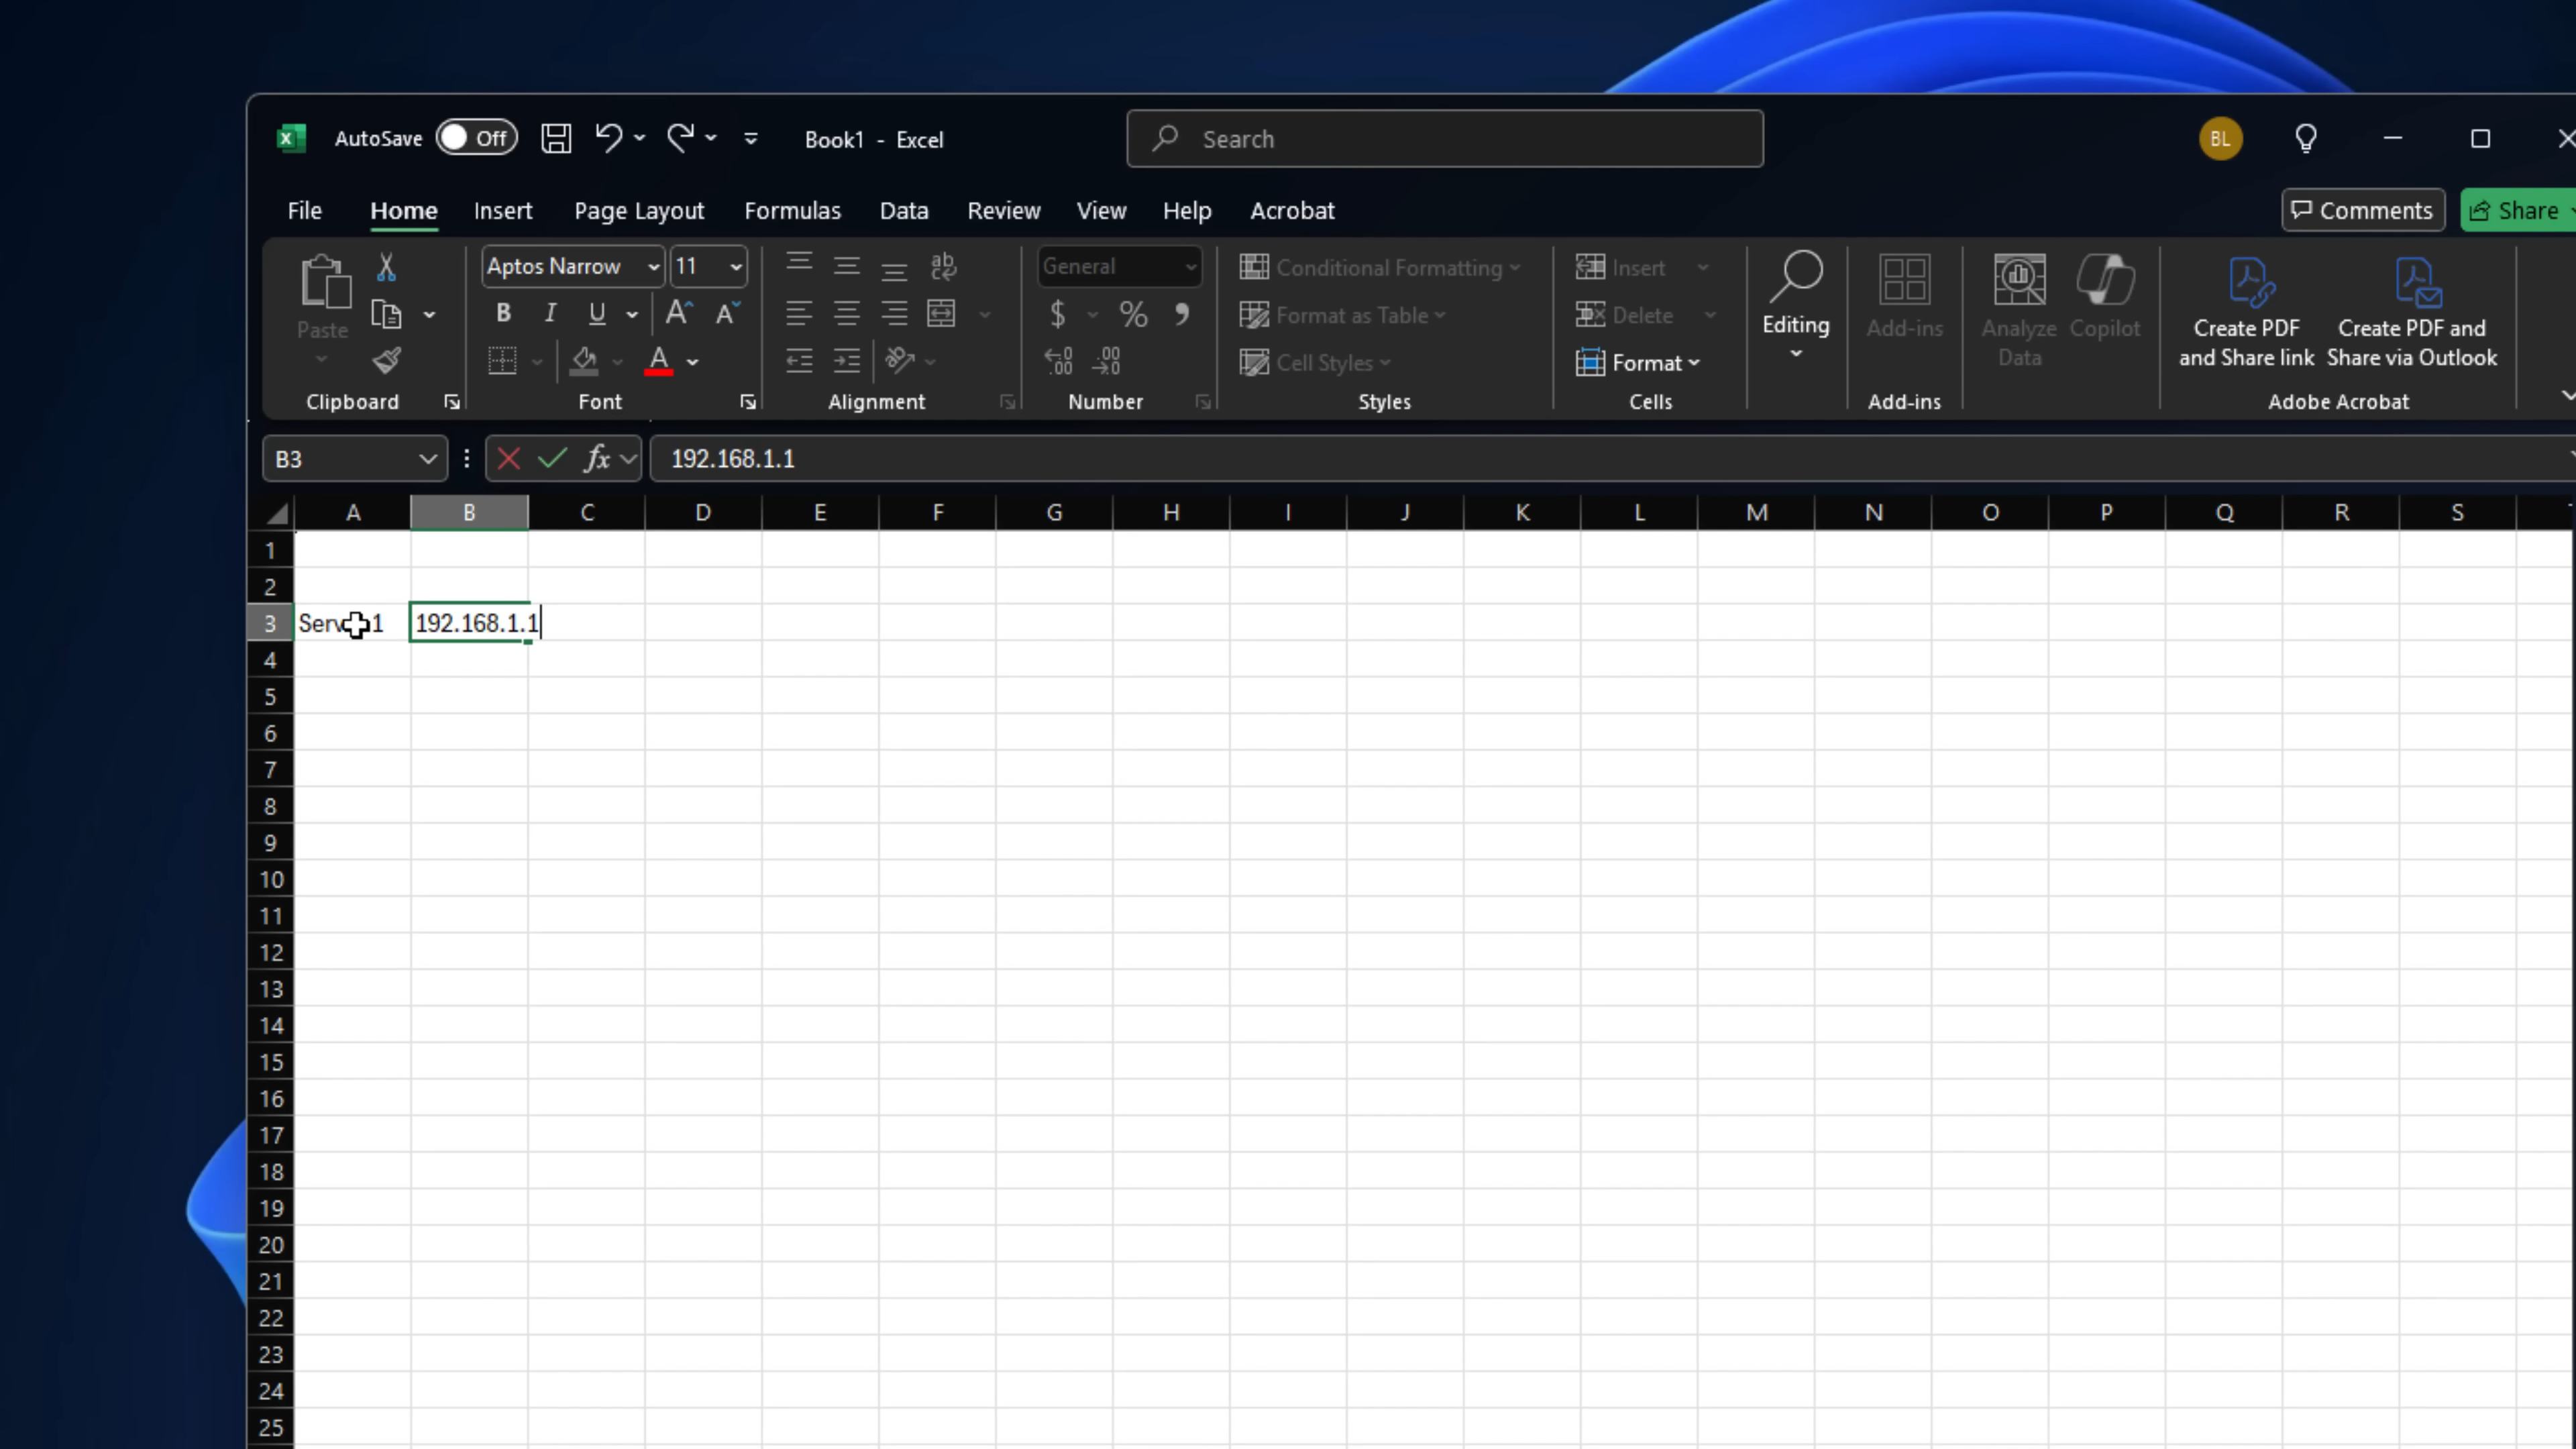 AutoSave Off Book1 - Excel Search BL
File Home Insert Page Layout Formulas Data Review View Help Acrobat Comments Share
Paste
Clipboard
Aptos Narrow 11
B I U A A
A
Font
ab
Alignment
General
$ % 9
Number
Conditional Formatting
Format as Table
Cell Styles
Styles
Insert
Delete
Format
Cells
Editing
Add-ins
Add-ins
Analyze Data
Copilot
Create PDF and Share link
Create PDF and Share via Outlook
Adobe Acrobat
B3 fx 192.168.1.1
A B C D E F G H I J K L M N O P Q R S
1
2
3 192.168.1.1
4
5
6
7
8
9
10
11
12
13
14
15
16
17
18
19
20
21
22
23
24
25